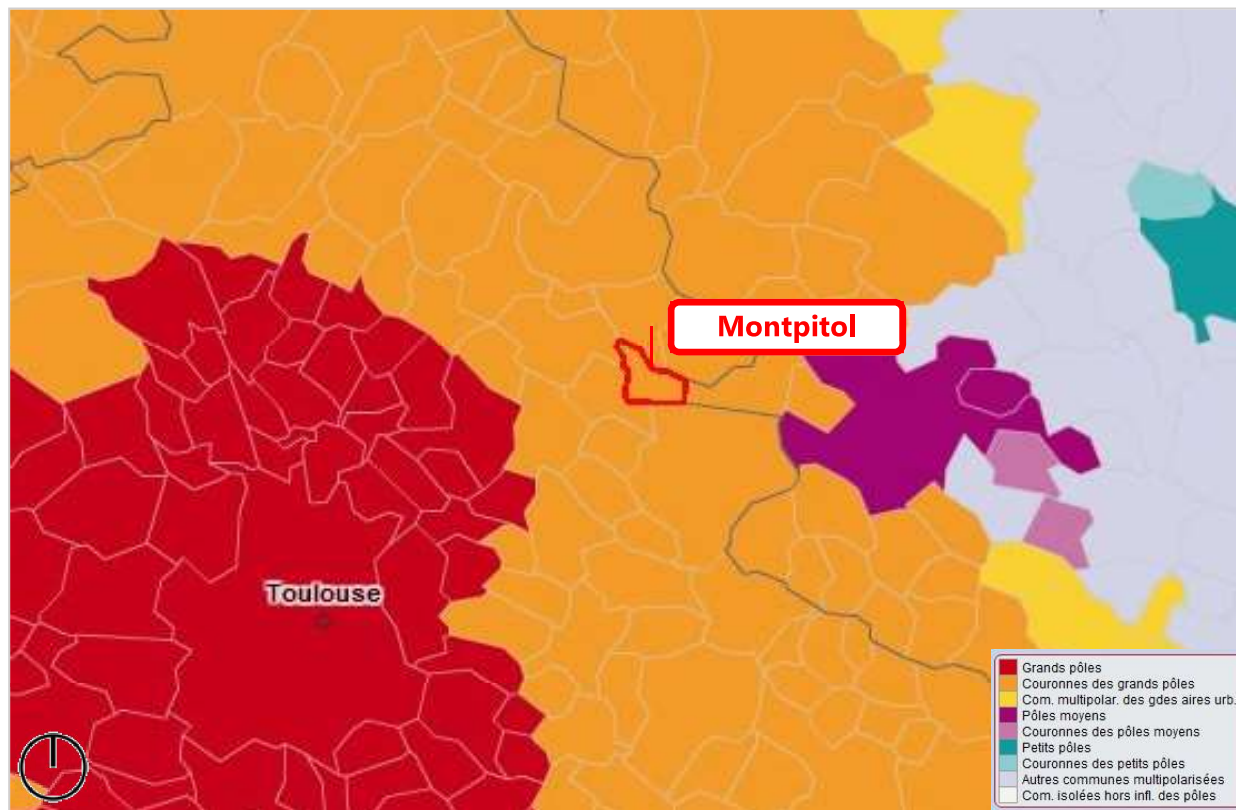 Montpitol
Toulouse
Grands pôles
Couronnes des grands pôles
Com. multipolar. des gdes aires urb.
Pôles moyens
Couronnes des pôles moyens
Petits pôles
Couronnes des petits pôles
Autres communes multipolarisées
Com. isolées hors infl. des pôles